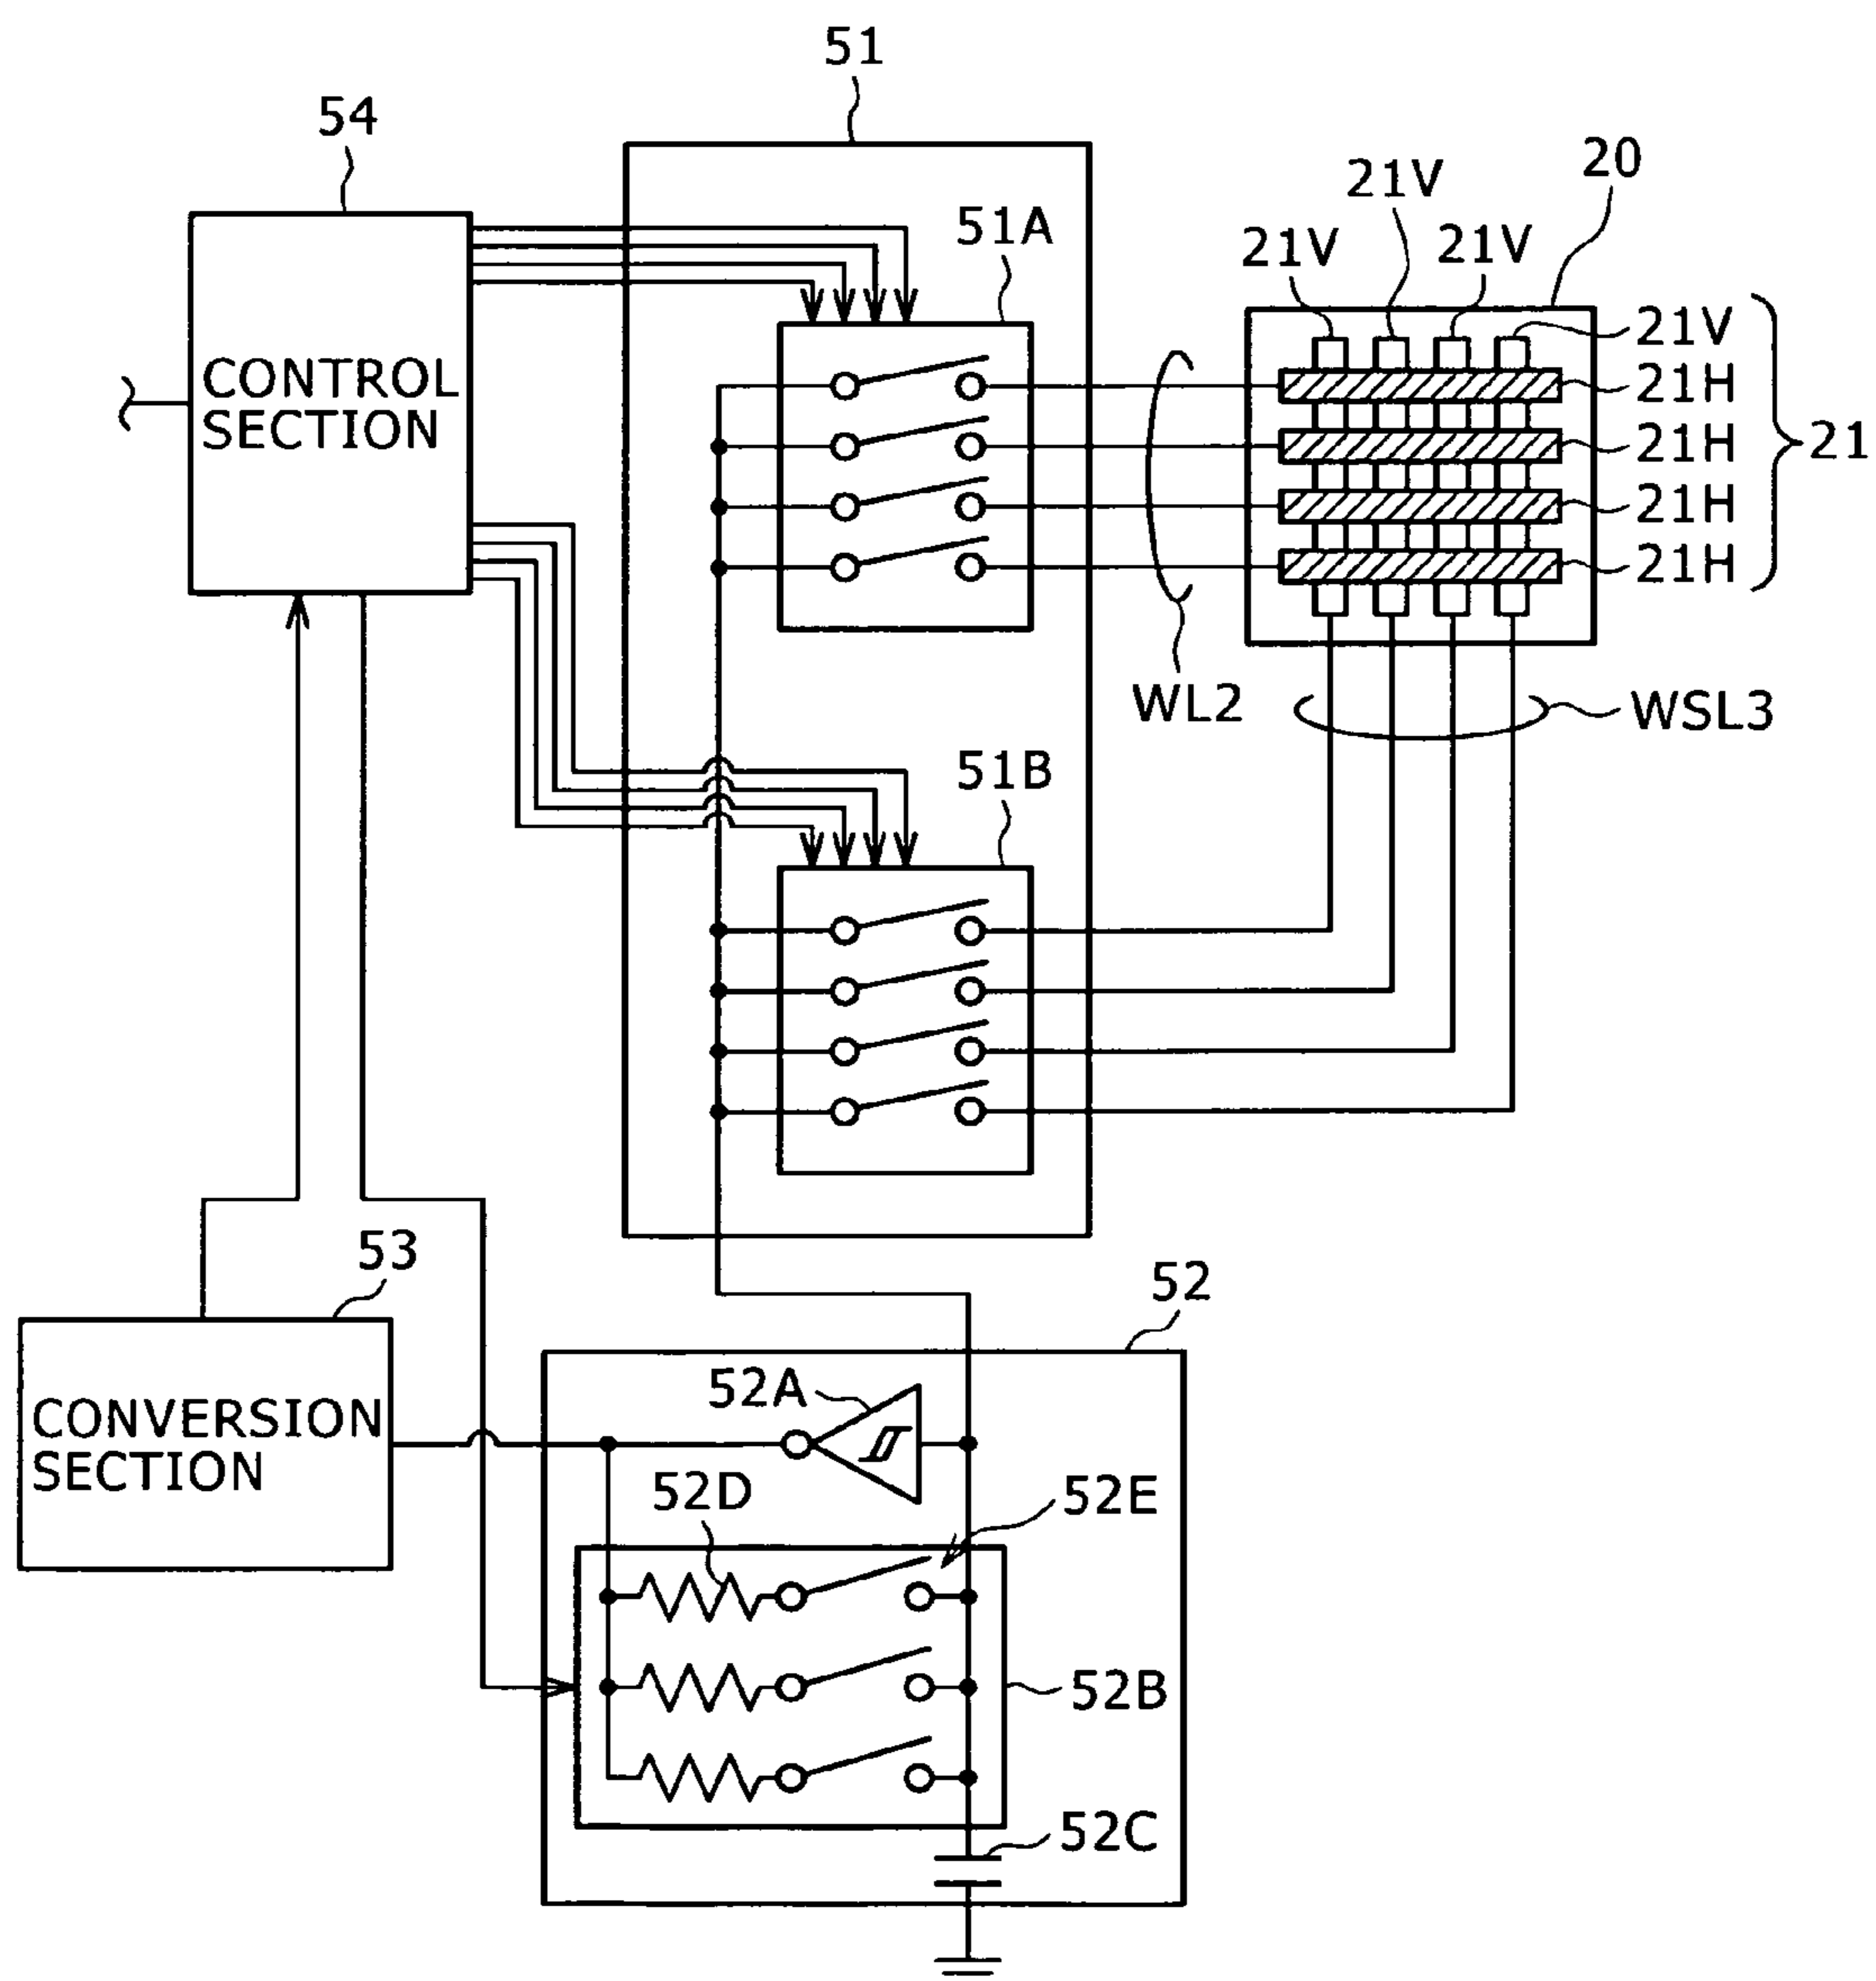 51
54
20
21V
51A
21V
21V
21V
21H
CONTROL
SECTION
21H
21
21H
21H
WL2
WSL3
51B
53
52
52A
CONVERSION
SECTION
52D
52E
52B
52C